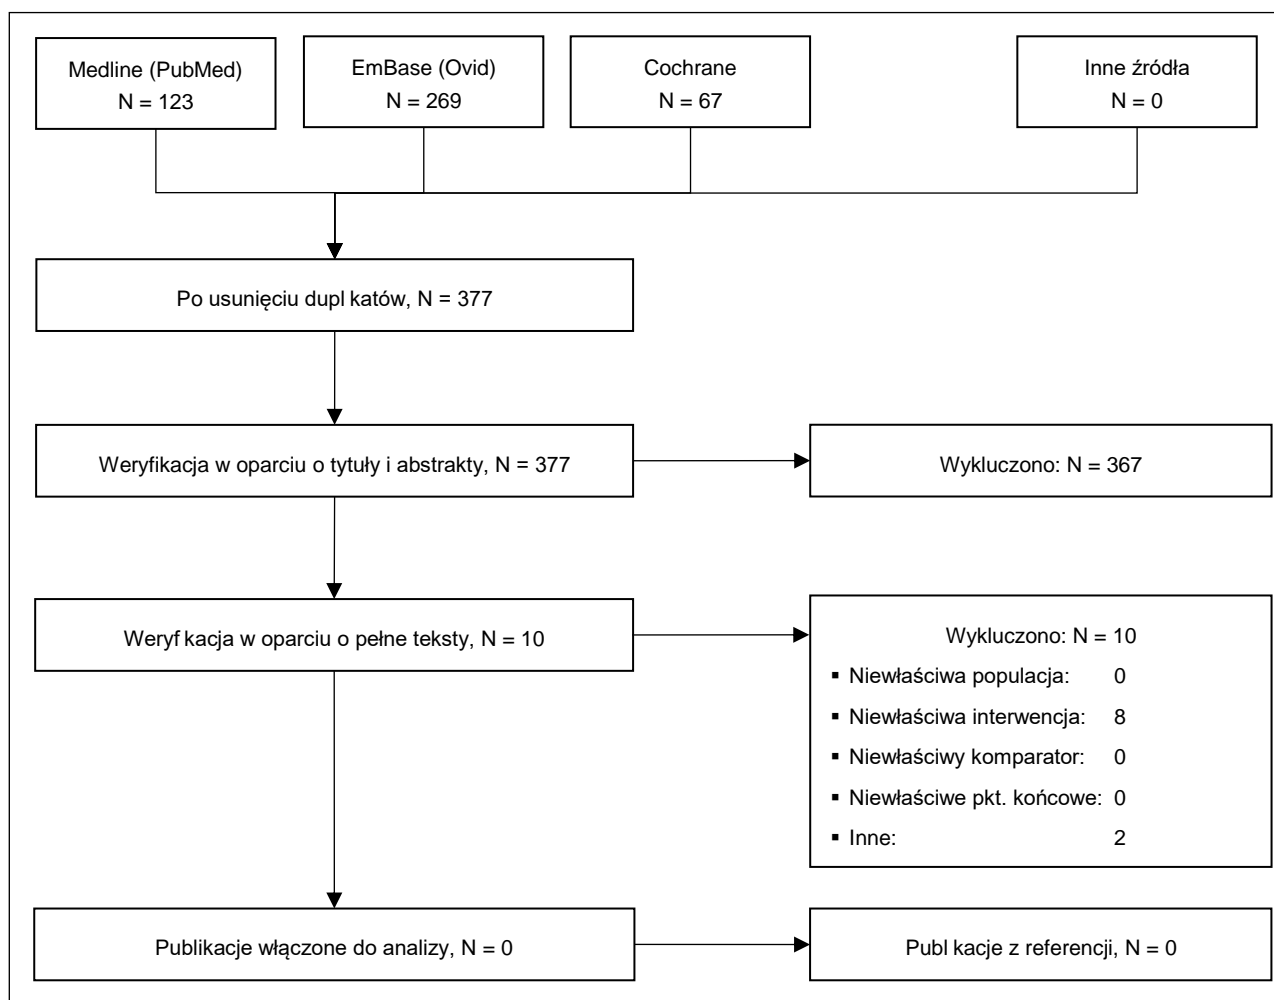 Medline (PubMed)
N = 123
EmBase (Ovid)
N = 269
Cochrane
N = 67
Inne źródła
N = 0
Po usunięciu dupl katów, N = 377
Weryfikacja w oparciu o tytuły i abstrakty, N = 377
Wykluczono: N = 367
Weryf kacja w oparciu o pełne teksty, N = 10
Wykluczono: N = 10
▪ Niewłaściwa populacja: 0
▪ Niewłaściwa interwencja: 8
▪ Niewłaściwy komparator: 0
▪ Niewłaściwe pkt. końcowe: 0
▪ Inne: 2
Publikacje włączone do analizy, N = 0
Publ kacje z referencji, N = 0